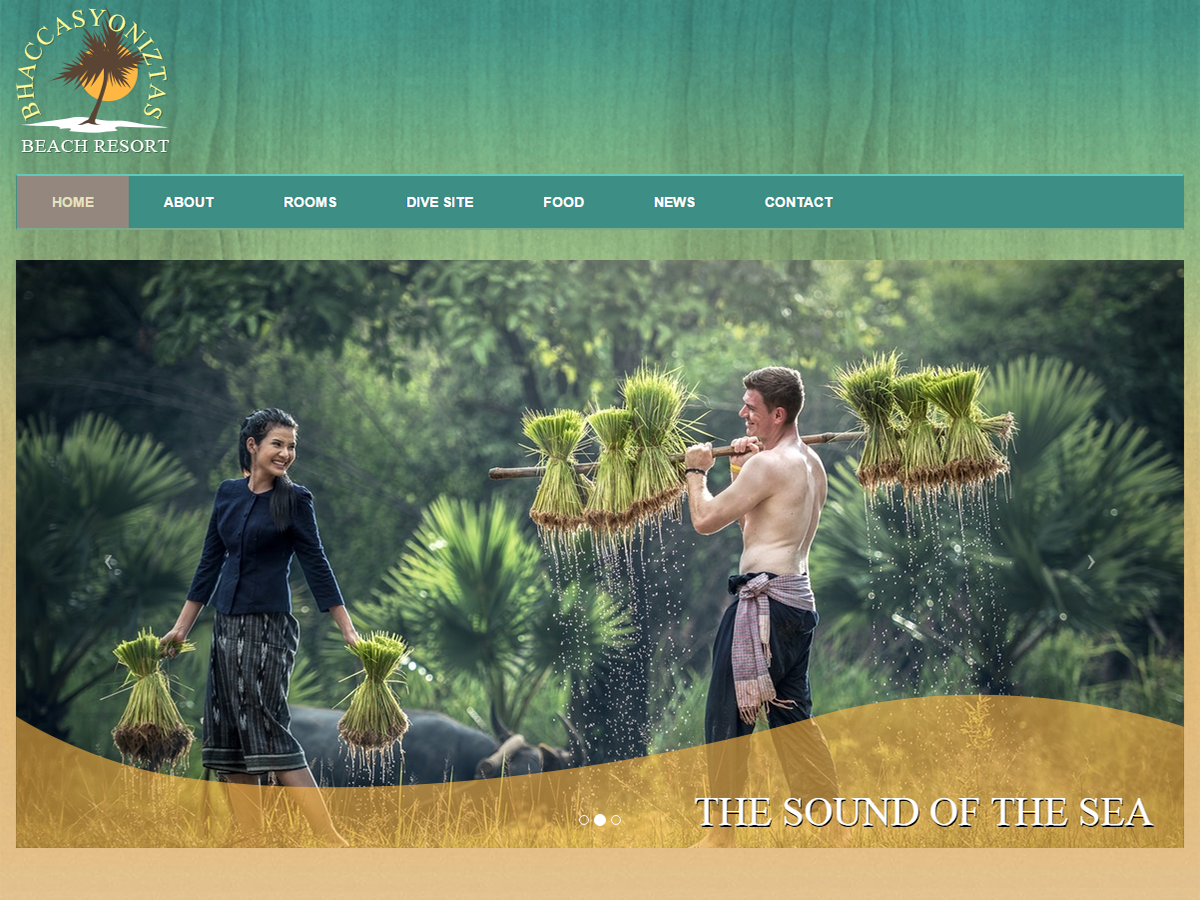 BHACCASYONIZTAS
BEACH RESORT
HOME ABOUT ROOMS DIVE SITE FOOD NEWS CONTACT
THE SOUND OF THE SEA